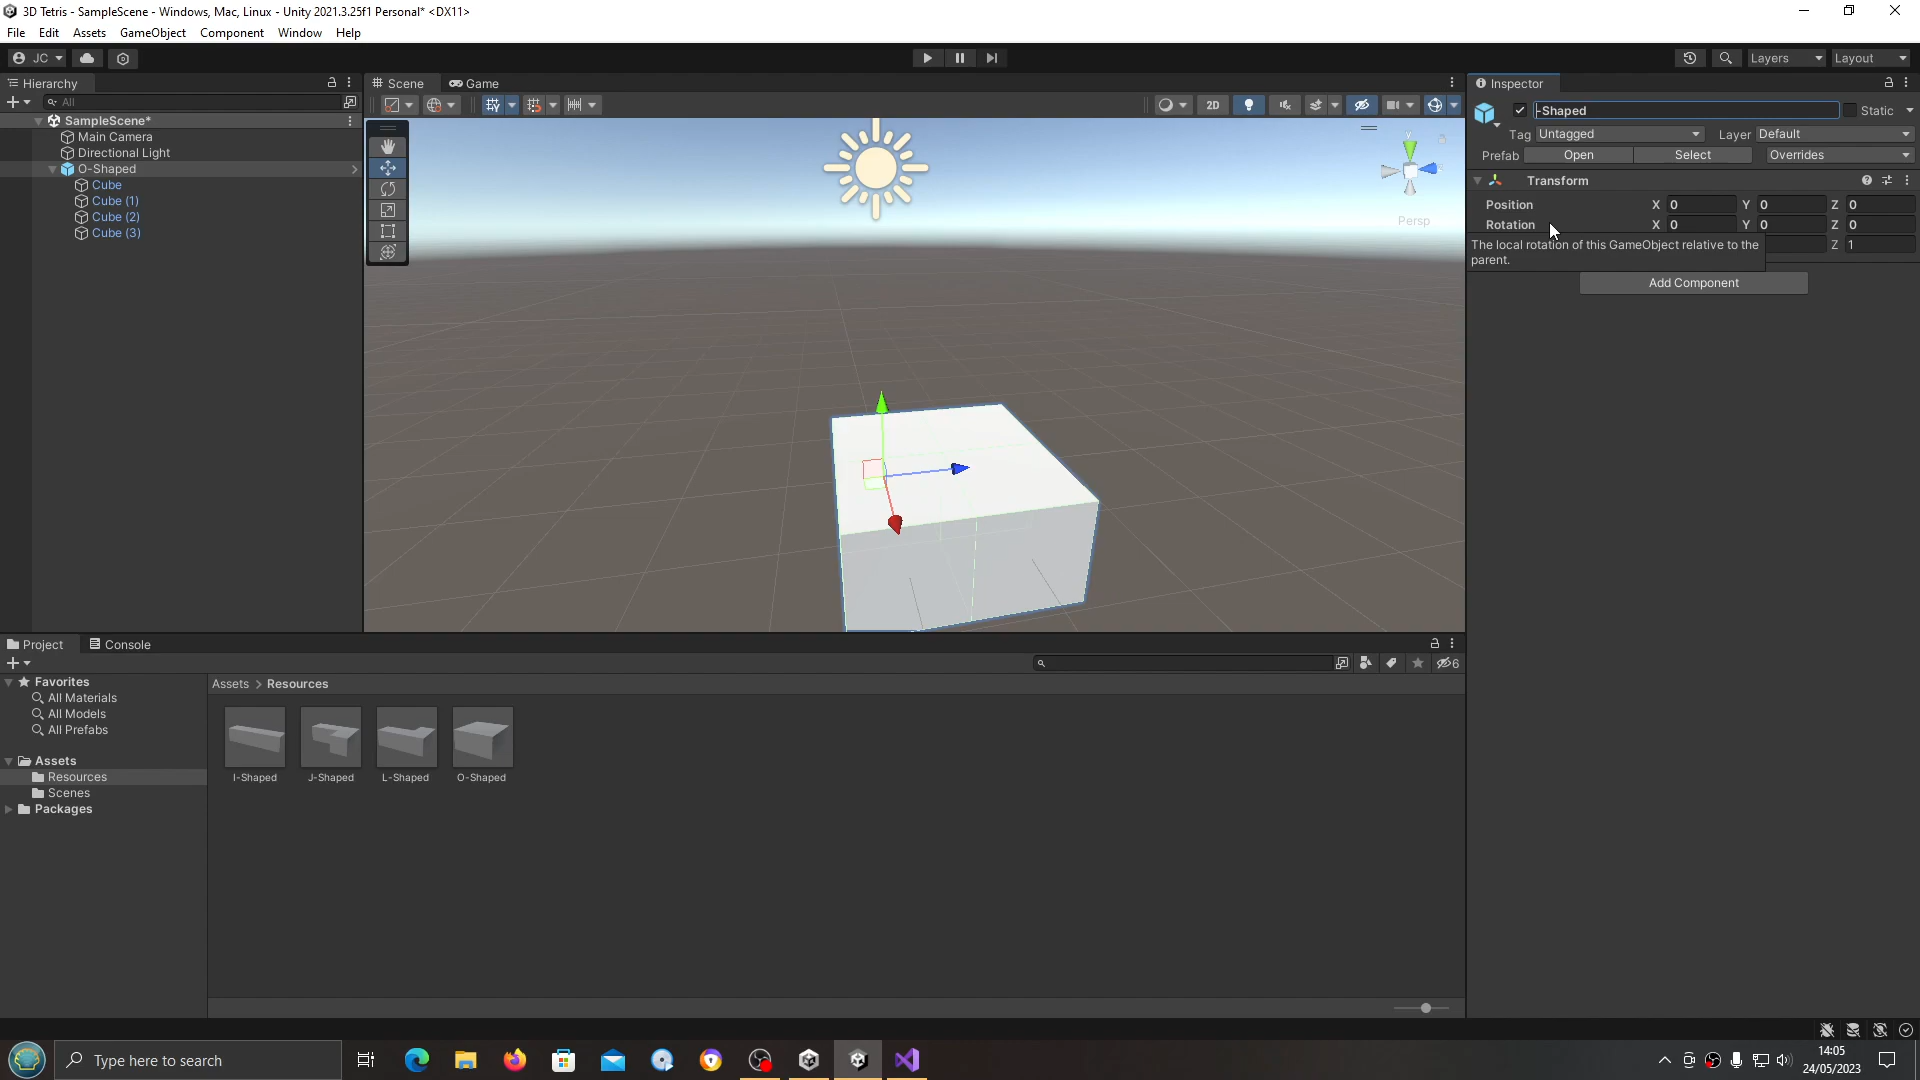 3D Tetris - SampleScene - Windows, Mac, Linux - Unity 2021.3.25f1 Personal* <DX11>
File Edit Assets GameObject Component Window Help
JC Layers Layout
Hierarchy
All
SampleScene*
Main Camera
Directional Light
O-Shaped
Cube
Cube (1)
Cube (2)
Cube (3)
Scene Game
2D
y
Persp
Inspector
-Shaped Static
Tag Untagged Layer Default
Prefab Open Select Overrides
Transform
Position X 0 Y 0 Z 0
Rotation X 0 Y 0 Z 0
The local rotation of this GameObject relative to the
parent.
Z 1
Add Component
Project Console
6
Favorites
All Materials
All Models
All Prefabs
Assets
Resources
Scenes
Packages
Assets > Resources
I-Shaped J-Shaped L-Shaped O-Shaped
Type here to search
14:05
24/05/2023